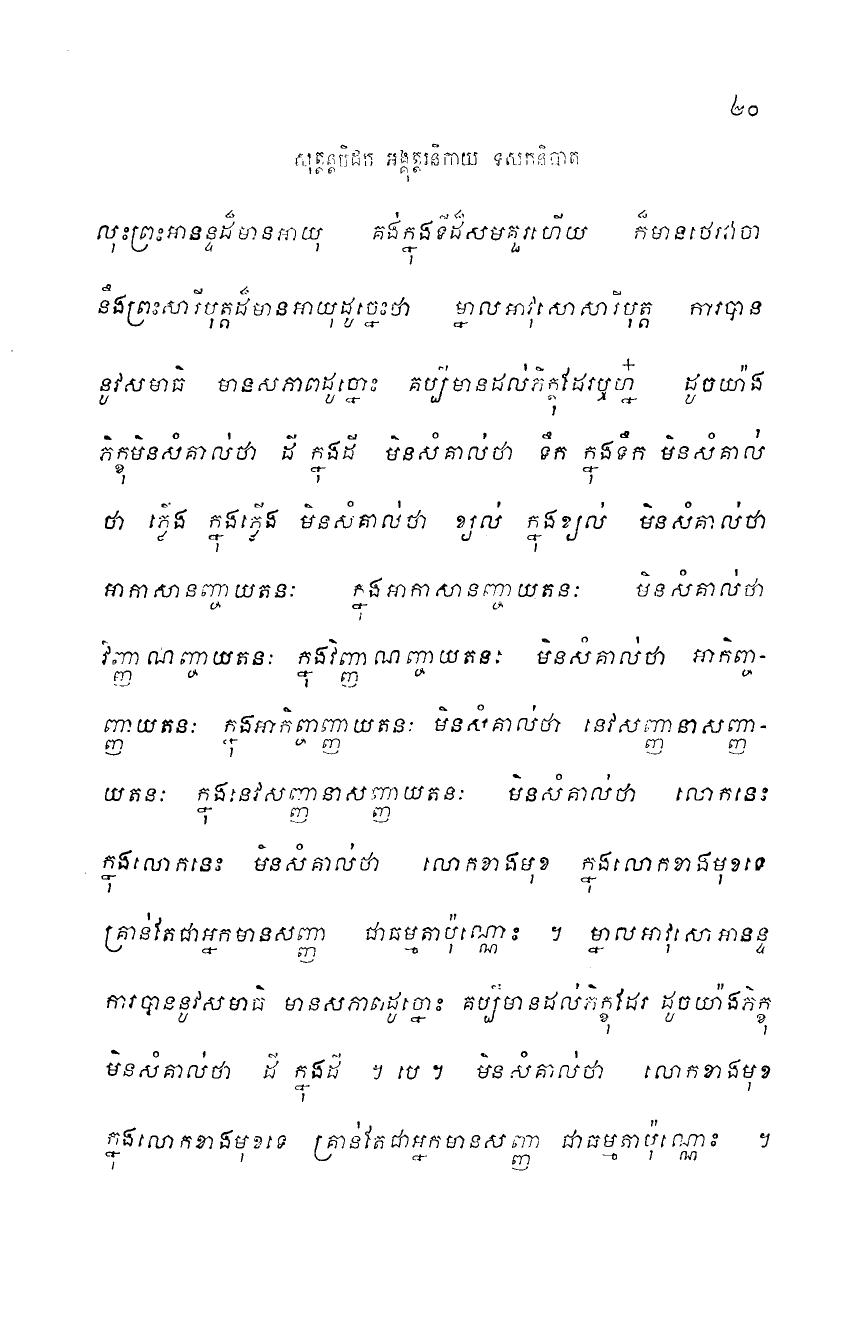 ២០
សុត្តន្តបិដក អង្គុត្តរនិកាយ ទសកនិបាត
លុះព្រះអានន្ទដ៏មានអាយុ គង់ក្នុងទីដ៏សមគួរហើយ ក៏មានថេរវាចា
នឹងព្រះសារីបុត្តដ៏មានអាយុដូច្នេះថា ម្នាលអាវុសោសារីបុត្ត ការបាន
នូវសមាធិ មានសភាពដូច្នោះ គប្បីមានដល់ភិក្ខុដែរឬហ្ន៎ ដូចយ៉ាង
ភិក្ខុមិនសំគាល់ថា ដី ក្នុងដី មិនសំគាល់ថា ទឹក ក្នុងទឹក មិនសំគាល់
ថា ភ្លើង ក្នុងភ្លើង មិនសំគាល់ថា ខ្យល់ ក្នុងខ្យល់ មិនសំគាល់ថា
អាកាសានញ្ចាយតនៈ ក្នុងអាកាសានញ្ចាយតនៈ មិនសំគាល់ថា
វិញ្ញាណញ្ចាយតនៈ ក្នុងវិញ្ញាណញ្ចាយតនៈ មិនសំគាល់ថា អាកិញ្ច-
ញ្ញាយតនៈ ក្នុងអាកិញ្ចញ្ញាយតនៈ មិនសំគាល់ថា នេវសញ្ញានាសញ្ញា-
យតនៈ ក្នុងនេវសញ្ញានាសញ្ញាយតនៈ មិនសំគាល់ថា លោកនេះ
ក្នុងលោកនេះ មិនសំគាល់ថា លោកខាងមុខ ក្នុងលោកខាងមុខទេ
គ្រាន់តែជាអ្នកមានសញ្ញា ជាធម្មតាប៉ុណ្ណោះ ។ ម្នាលអាវុសោអានន្ទ
ការបាននូវសមាធិ មានសភាពដូច្នោះ គប្បីមានដល់ភិក្ខុដែរ ដូចយ៉ាងភិក្ខុ
មិនសំគាល់ថា ដី ក្នុងដី ។ បេ ។ មិនសំគាល់ថា លោកខាងមុខ
ក្នុងលោកខាងមុខទេ គ្រាន់តែជាអ្នកមានសញ្ញា ជាធម្មតាប៉ុណ្ណោះ ។